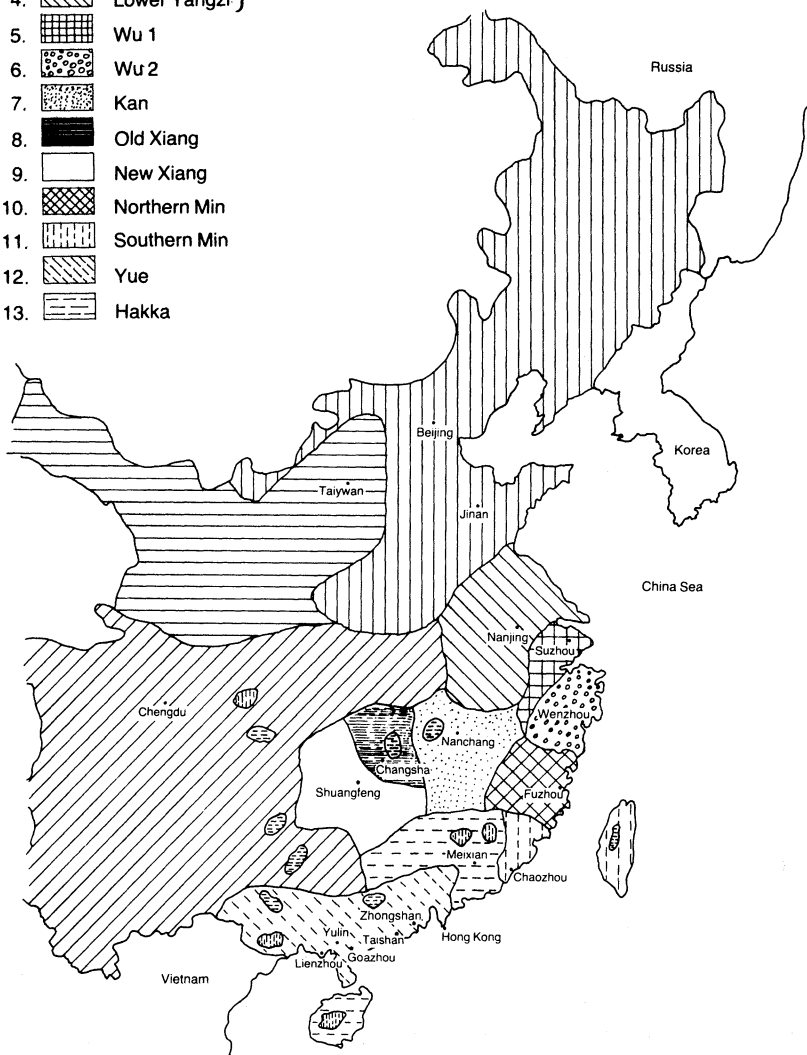 4. Lower Yangzi }
5. Wu 1
6. Wu 2
7. Kan
8. Old Xiang
9. New Xiang
10. Northern Min
11. Southern Min
12. Yue
13. Hakka
Russia
Beijing
Korea
Taiywan
Jinan
China Sea
Nanjing
Suzhou
Chengdu
Wenzhou
Nanchang
Changsha
Shuangfeng
Fuzhou
Meixian
Chaozhou
Zhongshan
Yulin
Taishan
Hong Kong
Goazhou
Lienzhou
Vietnam